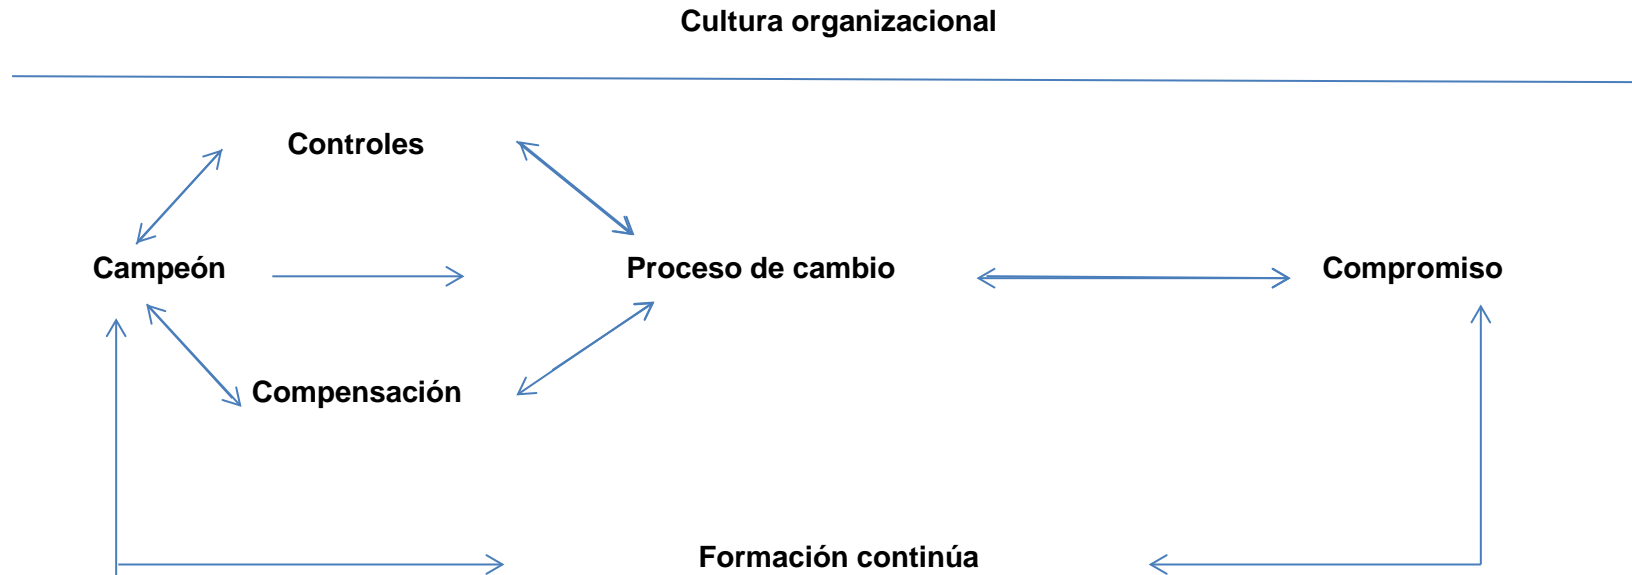 Cultura organizacional
Controles
Campeón
Proceso de cambio
Compromiso
Compensación
Formación continúa